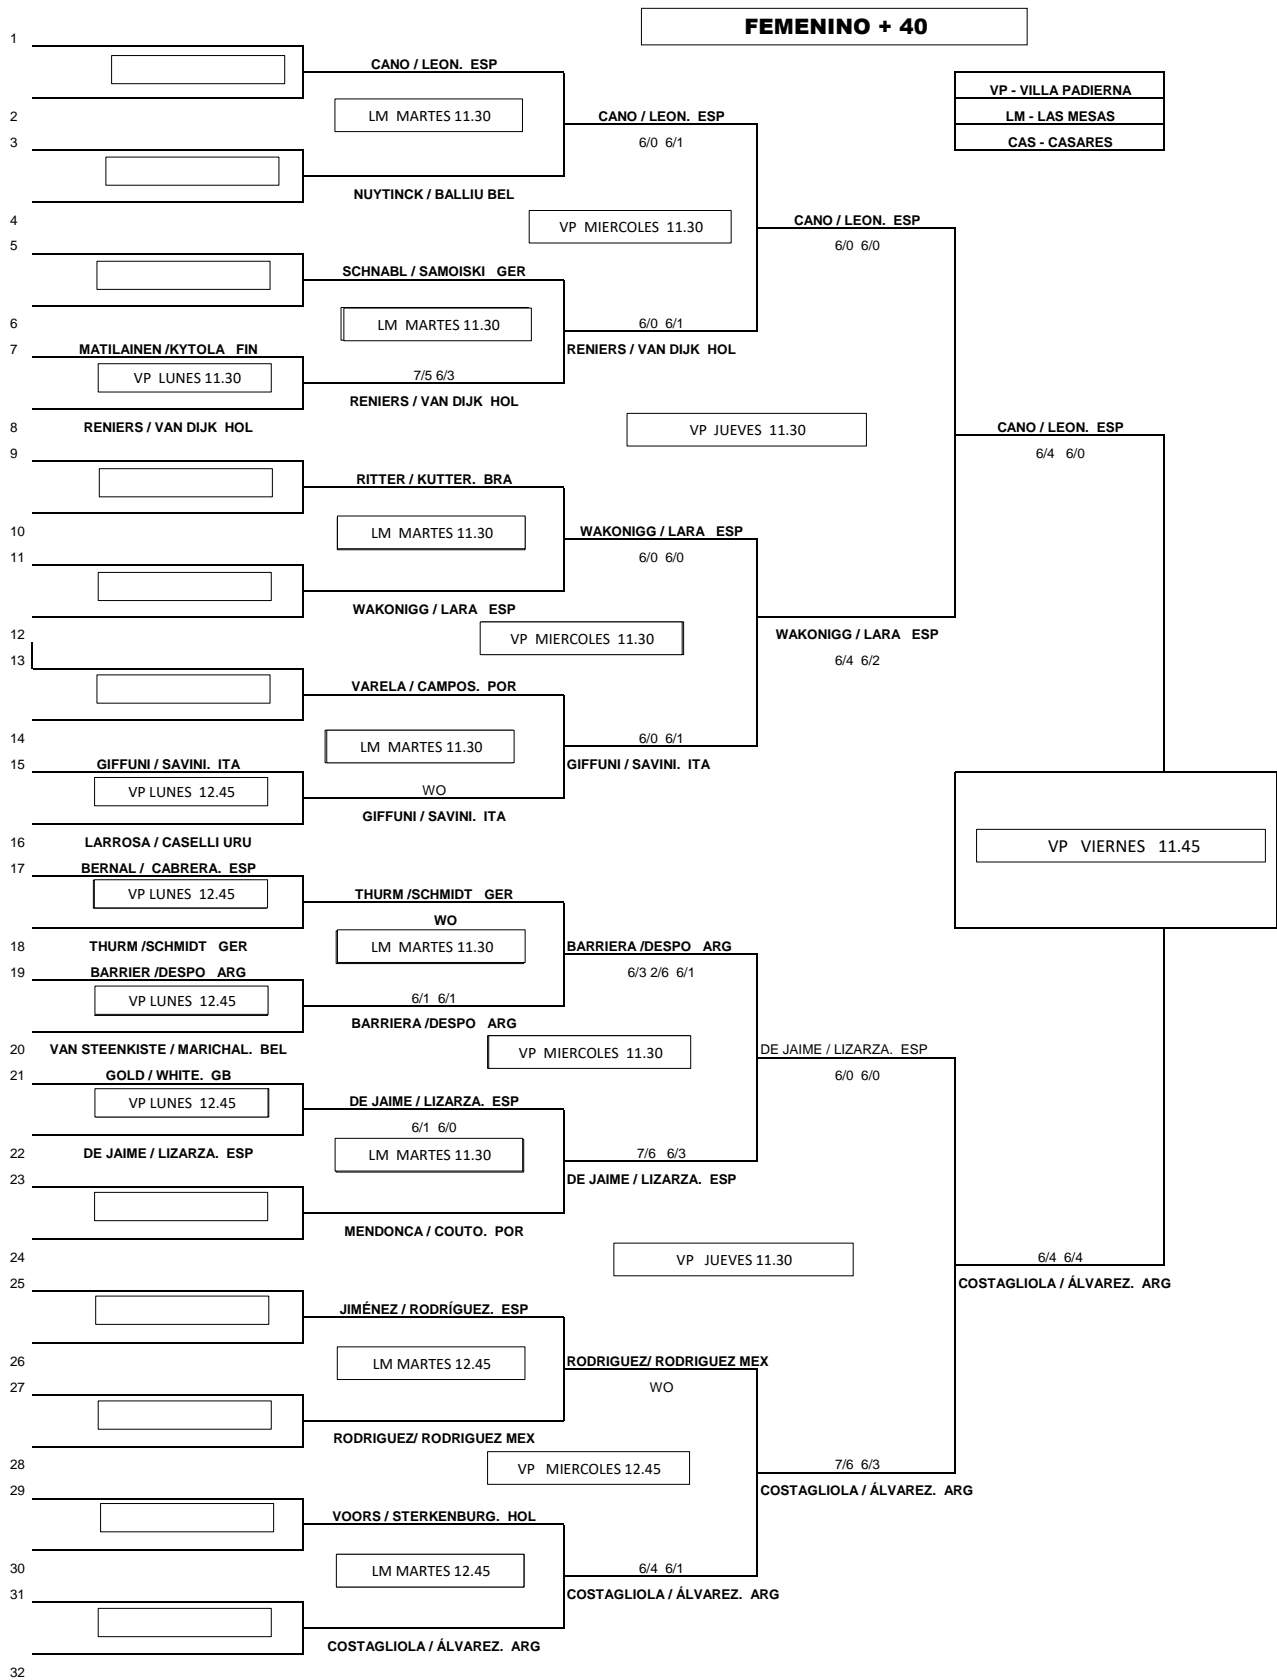 FEMENINO + 40
1
CANO / LEON. ESP
VP - VILLA PADIERNA
2
LM MARTES 11.30
CANO / LEON. ESP
LM - LAS MESAS
3
6/0 6/1
CAS - CASARES
NUYTINCK / BALLIU BEL
4
VP MIERCOLES 11.30
CANO / LEON. ESP
5
6/0 6/0
SCHNABL / SAMOISKI GER
6
LM MARTES 11.30
6/0 6/1
7
MATILAINEN /KYTOLA FIN
RENIERS / VAN DIJK HOL
VP LUNES 11.30
7/5 6/3
RENIERS / VAN DIJK HOL
8
RENIERS / VAN DIJK HOL
VP JUEVES 11.30
CANO / LEON. ESP
9
6/4 6/0
RITTER / KUTTER. BRA
10
LM MARTES 11.30
WAKONIGG / LARA ESP
11
6/0 6/0
WAKONIGG / LARA ESP
12
VP MIERCOLES 11.30
WAKONIGG / LARA ESP
13
6/4 6/2
VARELA / CAMPOS. POR
14
LM MARTES 11.30
6/0 6/1
15
GIFFUNI / SAVINI. ITA
GIFFUNI / SAVINI. ITA
VP LUNES 12.45
WO
GIFFUNI / SAVINI. ITA
16
LARROSA / CASELLI URU
VP VIERNES 11.45
17
BERNAL / CABRERA. ESP
VP LUNES 12.45
THURM /SCHMIDT GER
WO
18
THURM /SCHMIDT GER
LM MARTES 11.30
BARRIERA /DESPO ARG
19
BARRIER /DESPO ARG
6/3 2/6 6/1
VP LUNES 12.45
6/1 6/1
BARRIERA /DESPO ARG
20
VAN STEENKISTE / MARICHAL. BEL
VP MIERCOLES 11.30
DE JAIME / LIZARZA. ESP
21
GOLD / WHITE. GB
6/0 6/0
VP LUNES 12.45
DE JAIME / LIZARZA. ESP
6/1 6/0
22
DE JAIME / LIZARZA. ESP
LM MARTES 11.30
7/6 6/3
23
DE JAIME / LIZARZA. ESP
MENDONCA / COUTO. POR
24
VP JUEVES 11.30
6/4 6/4
25
COSTAGLIOLA / ÁLVAREZ. ARG
JIMÉNEZ / RODRÍGUEZ. ESP
26
LM MARTES 12.45
RODRIGUEZ/ RODRIGUEZ MEX
27
WO
RODRIGUEZ/ RODRIGUEZ MEX
28
VP MIERCOLES 12.45
7/6 6/3
29
COSTAGLIOLA / ÁLVAREZ. ARG
VOORS / STERKENBURG. HOL
30
LM MARTES 12.45
6/4 6/1
31
COSTAGLIOLA / ÁLVAREZ. ARG
COSTAGLIOLA / ÁLVAREZ. ARG
32